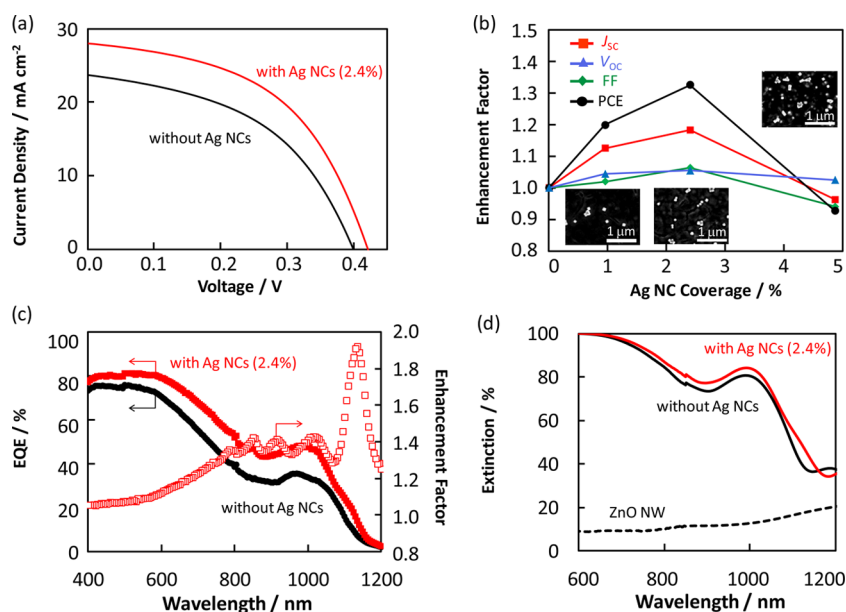 (a)
30
20
10
0
Current Density / mA cm⁻²
with Ag NCs (2.4%)
without Ag NCs
0.0 0.1 0.2 0.3 0.4
Voltage / V
(b)
1.5
1.4
1.3
1.2
1.1
1.0
0.9
0.8
Enhancement Factor
JSC
VOC
FF
PCE
1 μm
1 μm
1 μm
0 1 2 3 4 5
Ag NC Coverage / %
(c)
100
80
60
40
20
0
EQE / %
with Ag NCs (2.4%)
without Ag NCs
2.0
1.8
1.6
1.4
1.2
1.0
0.8
Enhancement Factor
400 600 800 1000 1200
Wavelength / nm
(d)
100
80
60
40
20
0
Extinction / %
with Ag NCs (2.4%)
without Ag NCs
ZnO NW
600 800 1000 1200
Wavelength / nm